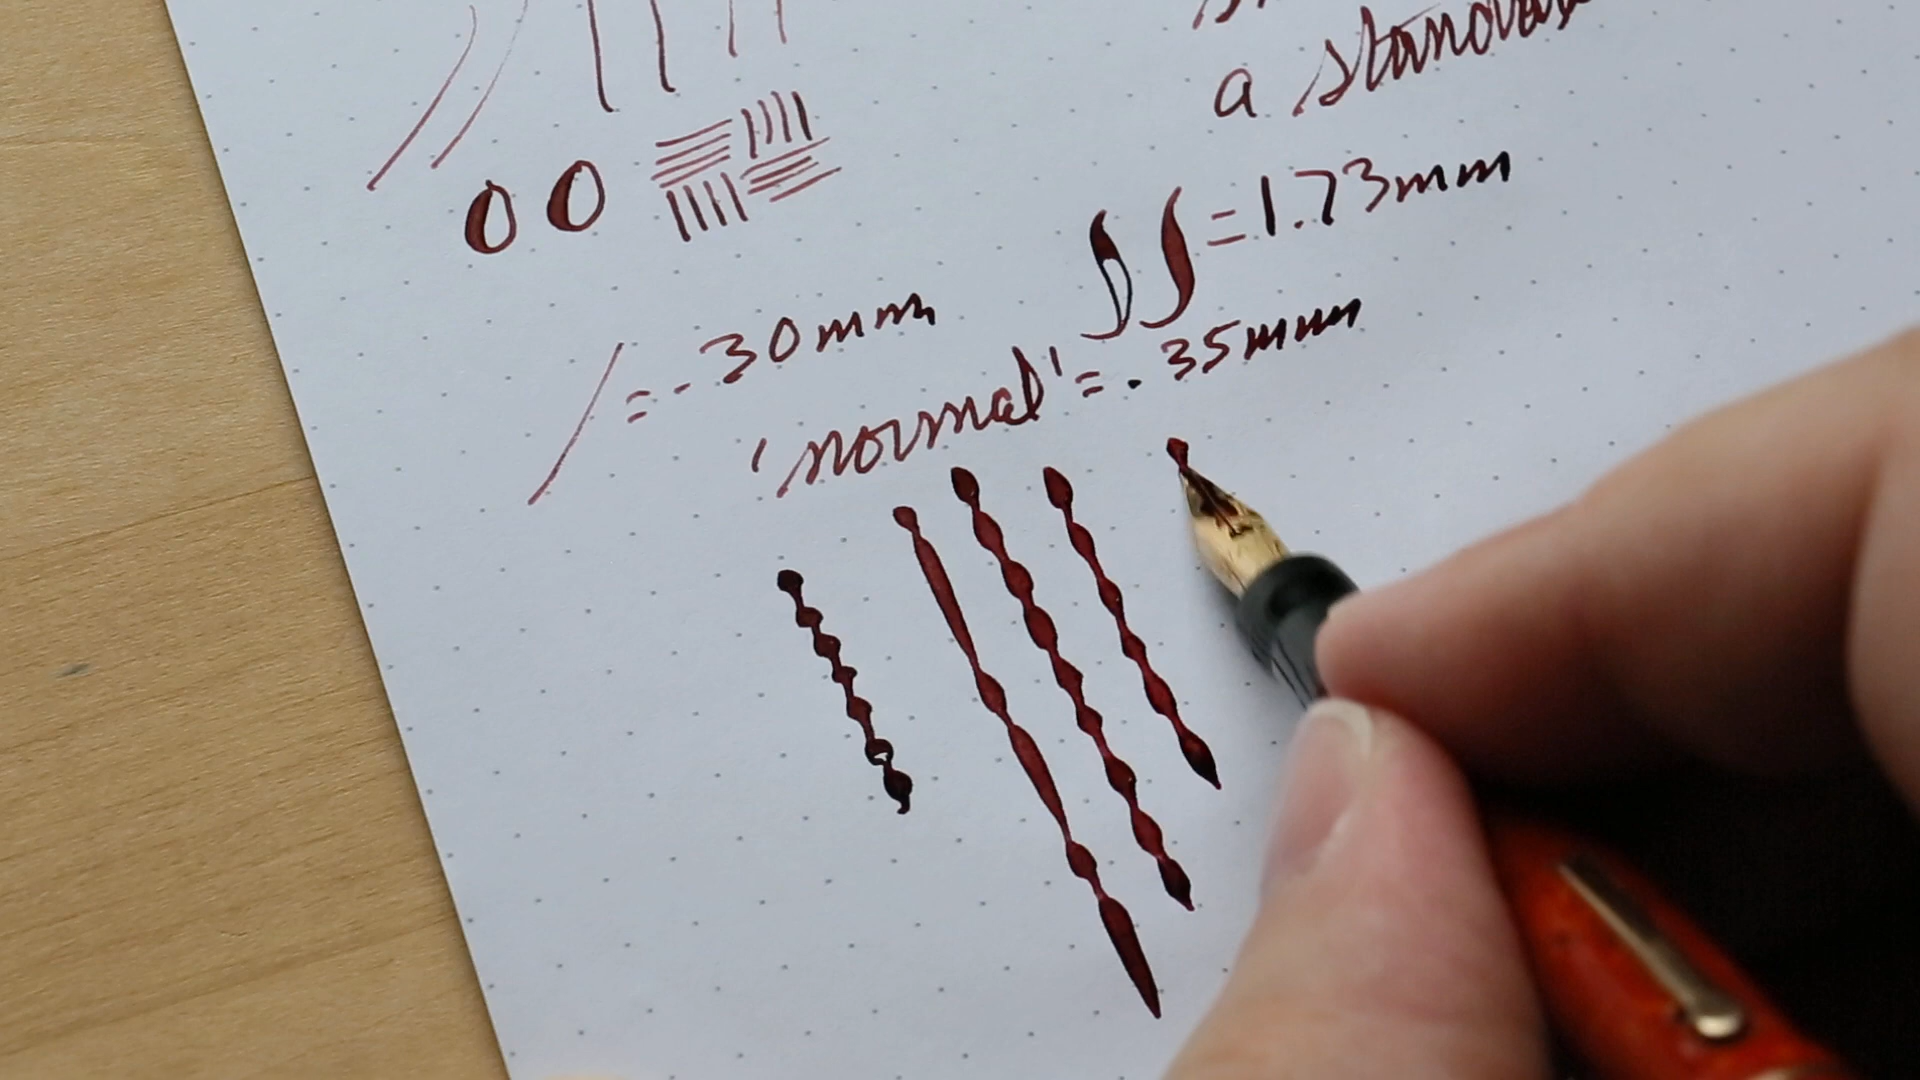 a standard
= 1.73mm
= .30mm
'normal' = .35mm